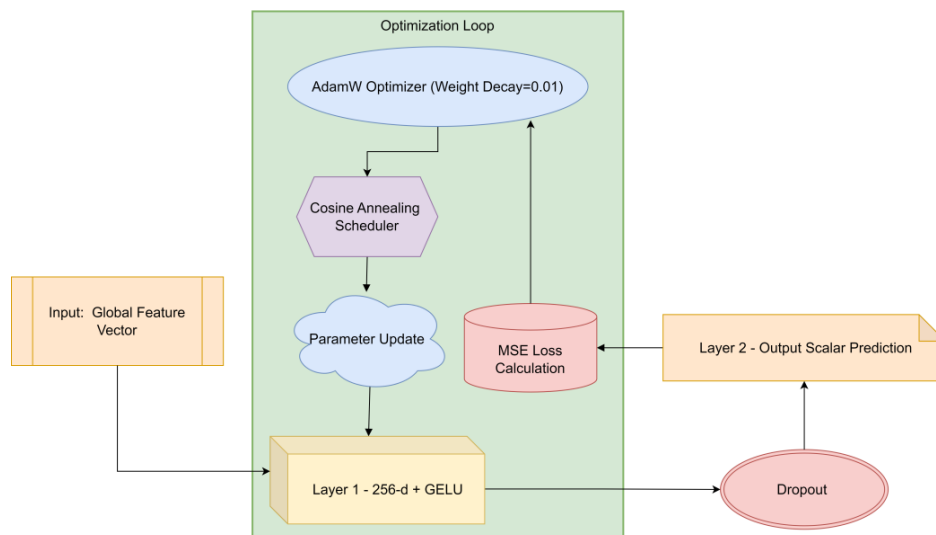 Optimization Loop
AdamW Optimizer (Weight Decay=0.01)
Cosine Annealing
Scheduler
Input: Global Feature
Vector
Parameter Update
MSE Loss
Calculation
Layer 2 - Output Scalar Prediction
Layer 1 - 256-d + GELU
Dropout